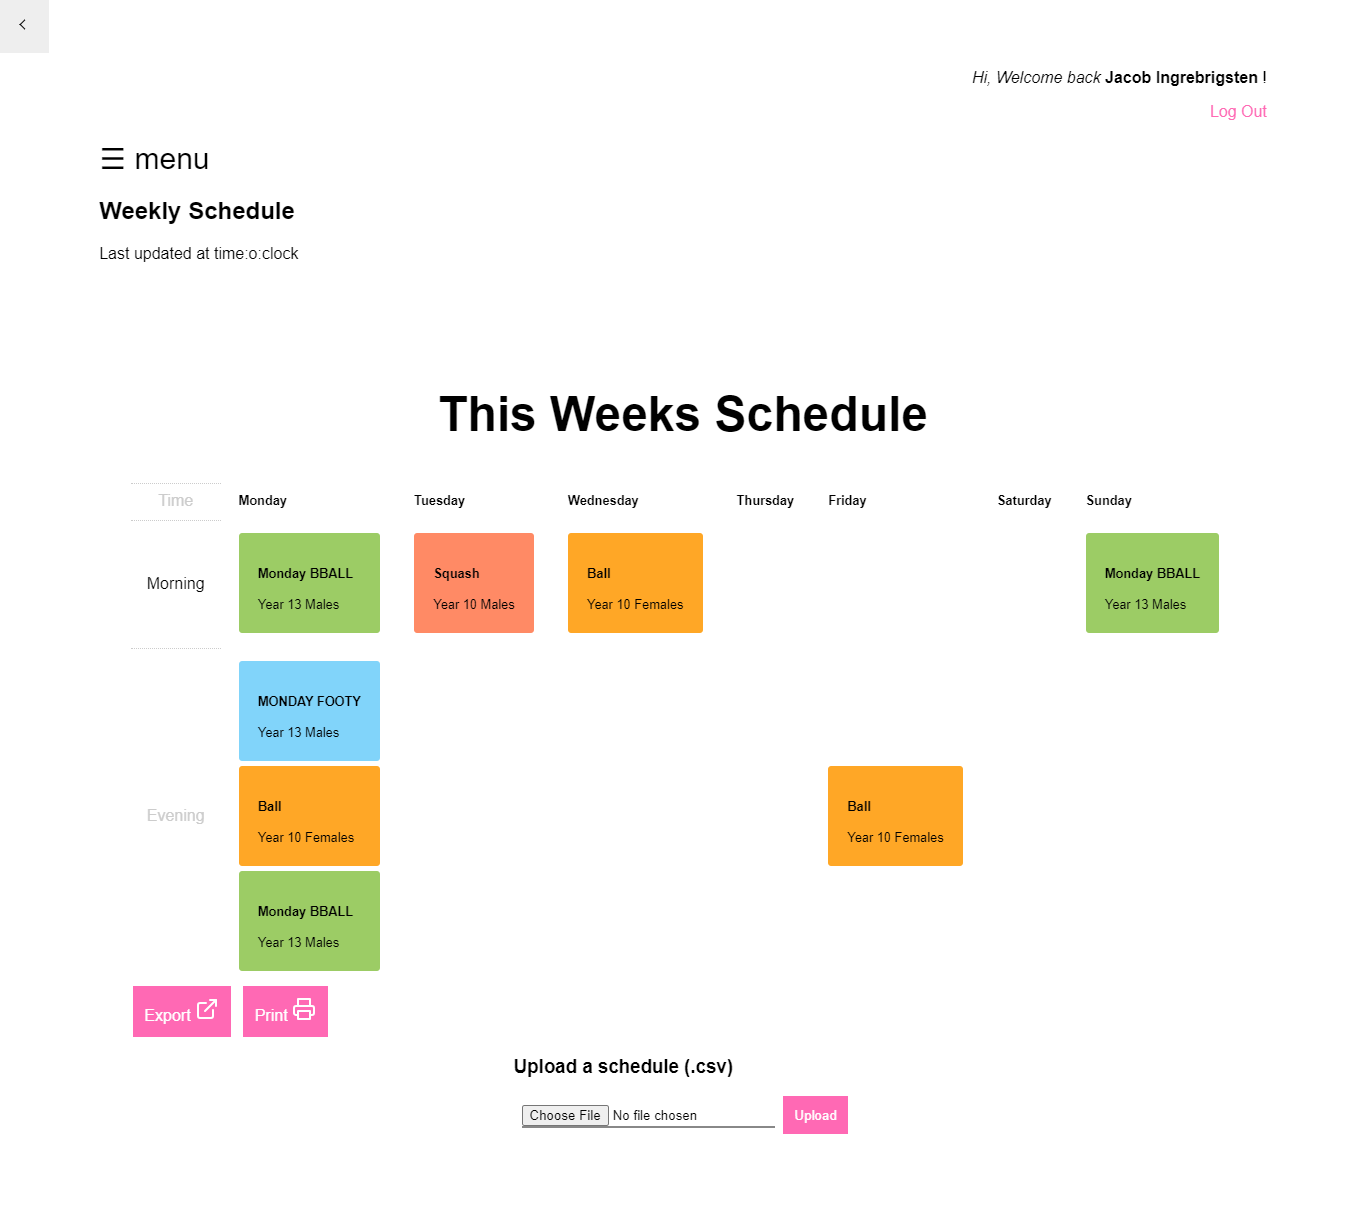 Hi, Welcome back Jacob Ingrebrigsten !
Log Out
☰ menu
Weekly Schedule
Last updated at time:o:clock
This Weeks Schedule
Time Monday Tuesday Wednesday Thursday Friday Saturday Sunday
Morning
Monday BBALL
Year 13 Males
Squash
Year 10 Males
Ball
Year 10 Females
Monday BBALL
Year 13 Males
Evening
MONDAY FOOTY
Year 13 Males
Ball
Year 10 Females
Monday BBALL
Year 13 Males
Ball
Year 10 Females
Export
Print
Upload a schedule (.csv)
Choose File No file chosen
Upload